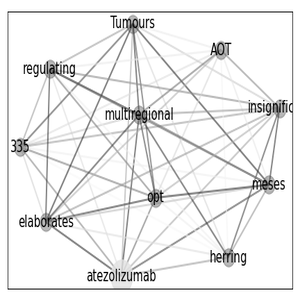 Tumours
AOT
regulating
insignific
multiregional
335
meses
opt
elaborates
herring
atezolizumab